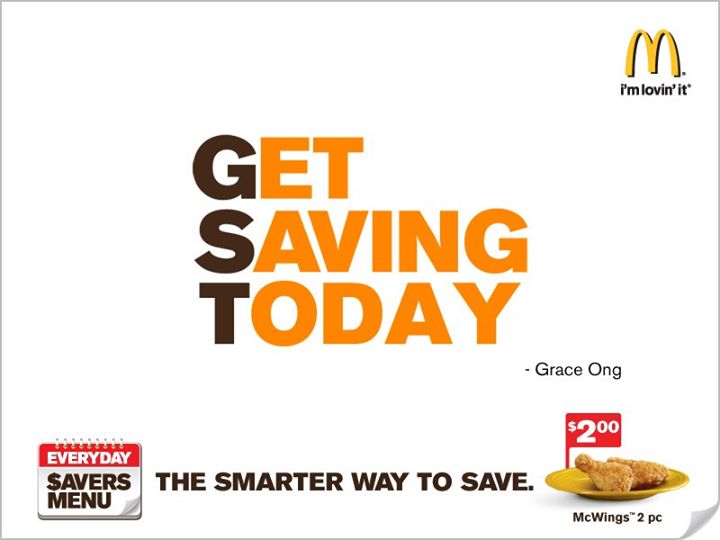 i'm lovin' it®
GET
SAVING
TODAY
- Grace Ong
EVERYDAY
$AVERS
MENU
THE SMARTER WAY TO SAVE.
$2.00
McWings™ 2 pc